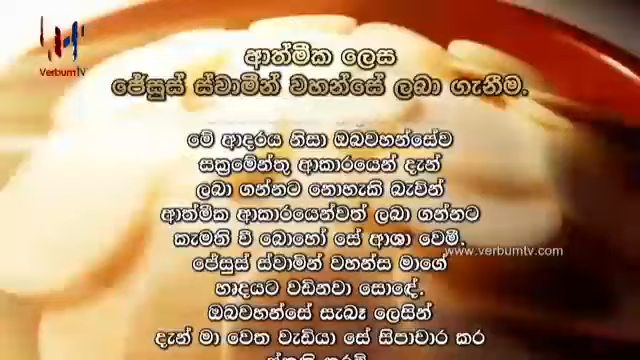 VerbumTV
ආත්මික ලෙස
ජේසුස් ස්වාමින් වහන්සේ ලබා ගැනීම.
මේ ආදරය නිසා ඔබවහන්සේව
සක්‍රමේන්තු ආකාරයෙන් දැන්
ලබා ගන්නට නොහැකි බැවින්
ආත්මික ආකාරයෙන්වත් ලබා ගන්නට
කැමති වී බොහෝ සේ ආශා වෙමී.
www.verbumtv.com
ජේසුස් ස්වාමින් වහන්ස මාගේ
හෘදයට වඩිනවා සොඳේ.
ඔබවහන්සේ සැබෑ ලෙසින්
දැන් මා වෙත වැඩියා සේ සිපාචාර කර